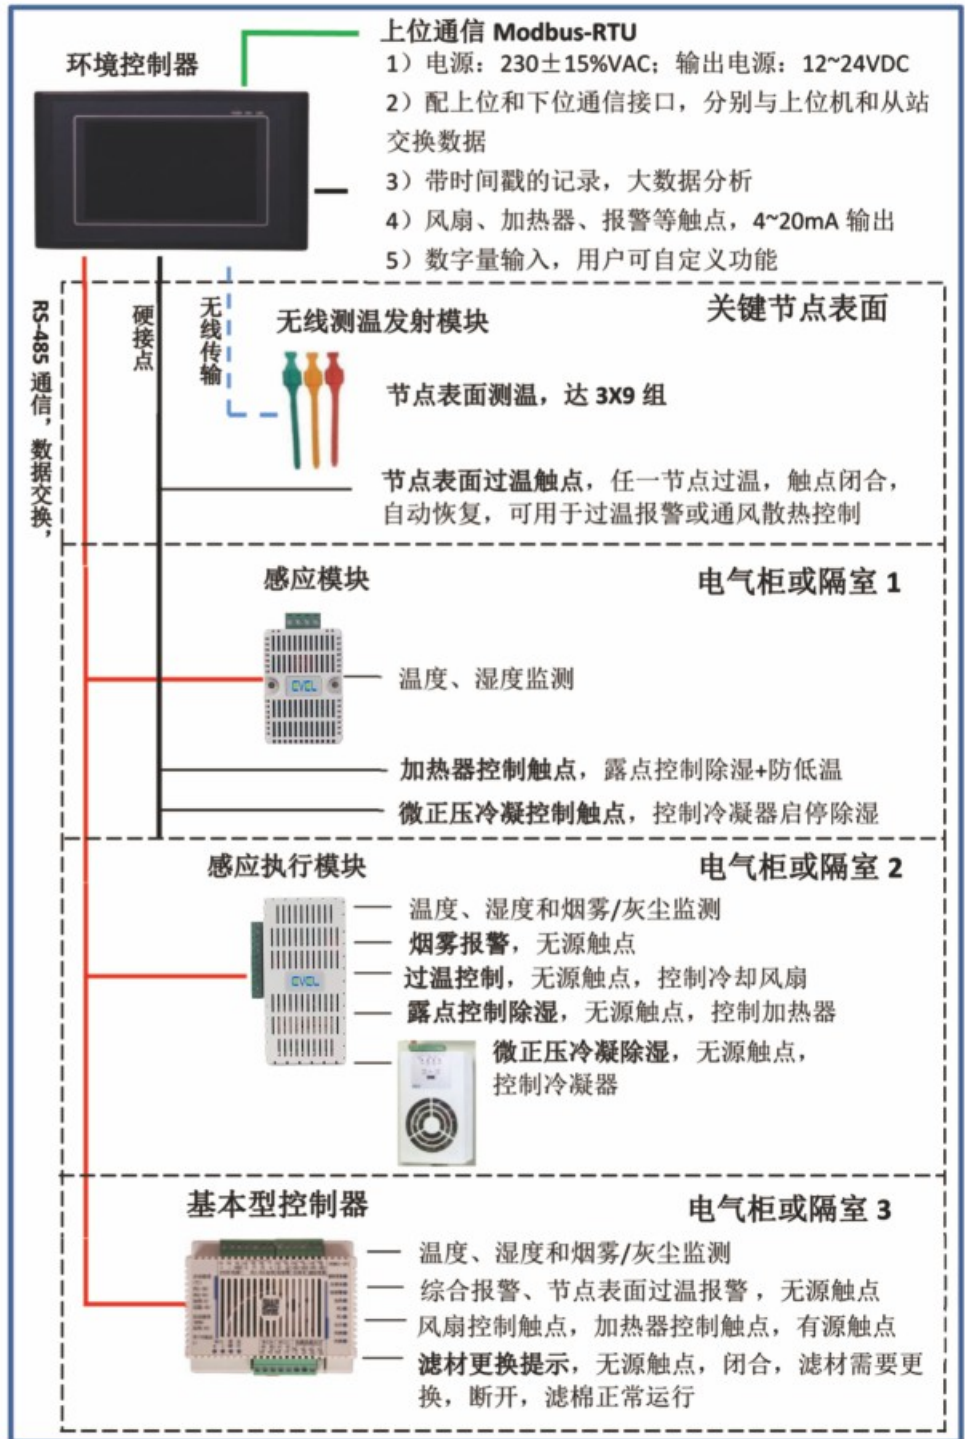 上位通信 Modbus-RTU
环境控制器
1）电源：230±15%VAC；输出电源：12~24VDC
2）配上位和下位通信接口，分别与上位机和从站
交换数据
3）带时间戳的记录，大数据分析
4）风扇、加热器、报警等触点，4~20mA 输出
5）数字量输入，用户可自定义功能
RS-485 通信，数据交换，
硬接点
无线传输
无线测温发射模块
关键节点表面
节点表面测温，达 3X9 组
节点表面过温触点，任一节点过温，触点闭合，
自动恢复，可用于过温报警或通风散热控制
感应模块
电气柜或隔室 1
EVEL
温度、湿度监测
加热器控制触点，露点控制除湿+防低温
微正压冷凝控制触点，控制冷凝器启停除湿
感应执行模块
电气柜或隔室 2
温度、湿度和烟雾/灰尘监测
烟雾报警，无源触点
EVEL
过温控制，无源触点，控制冷却风扇
露点控制除湿，无源触点，控制加热器
微正压冷凝除湿，无源触点，
控制冷凝器
基本型控制器
电气柜或隔室 3
温度、湿度和烟雾/灰尘监测
综合报警、节点表面过温报警，无源触点
风扇控制触点，加热器控制触点，有源触点
滤材更换提示，无源触点，闭合，滤材需要更
换，断开，滤棉正常运行